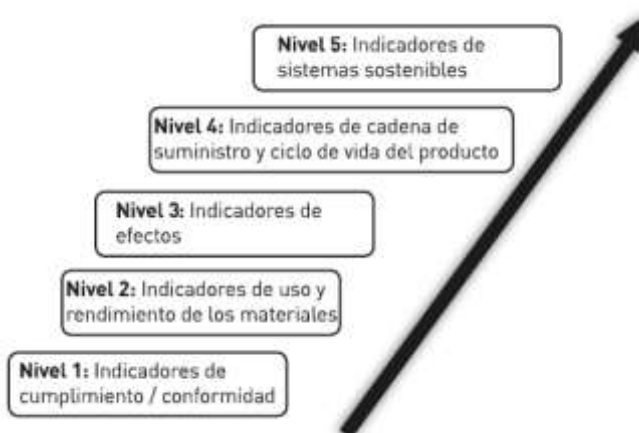 Nivel 5: Indicadores de
sistemas sostenibles
Nivel 4: Indicadores de cadena de
suministro y ciclo de vida del producto
Nivel 3: Indicadores de
efectos
Nivel 2: Indicadores de uso y
rendimiento de los materiales
Nivel 1: Indicadores de
cumplimiento / conformidad